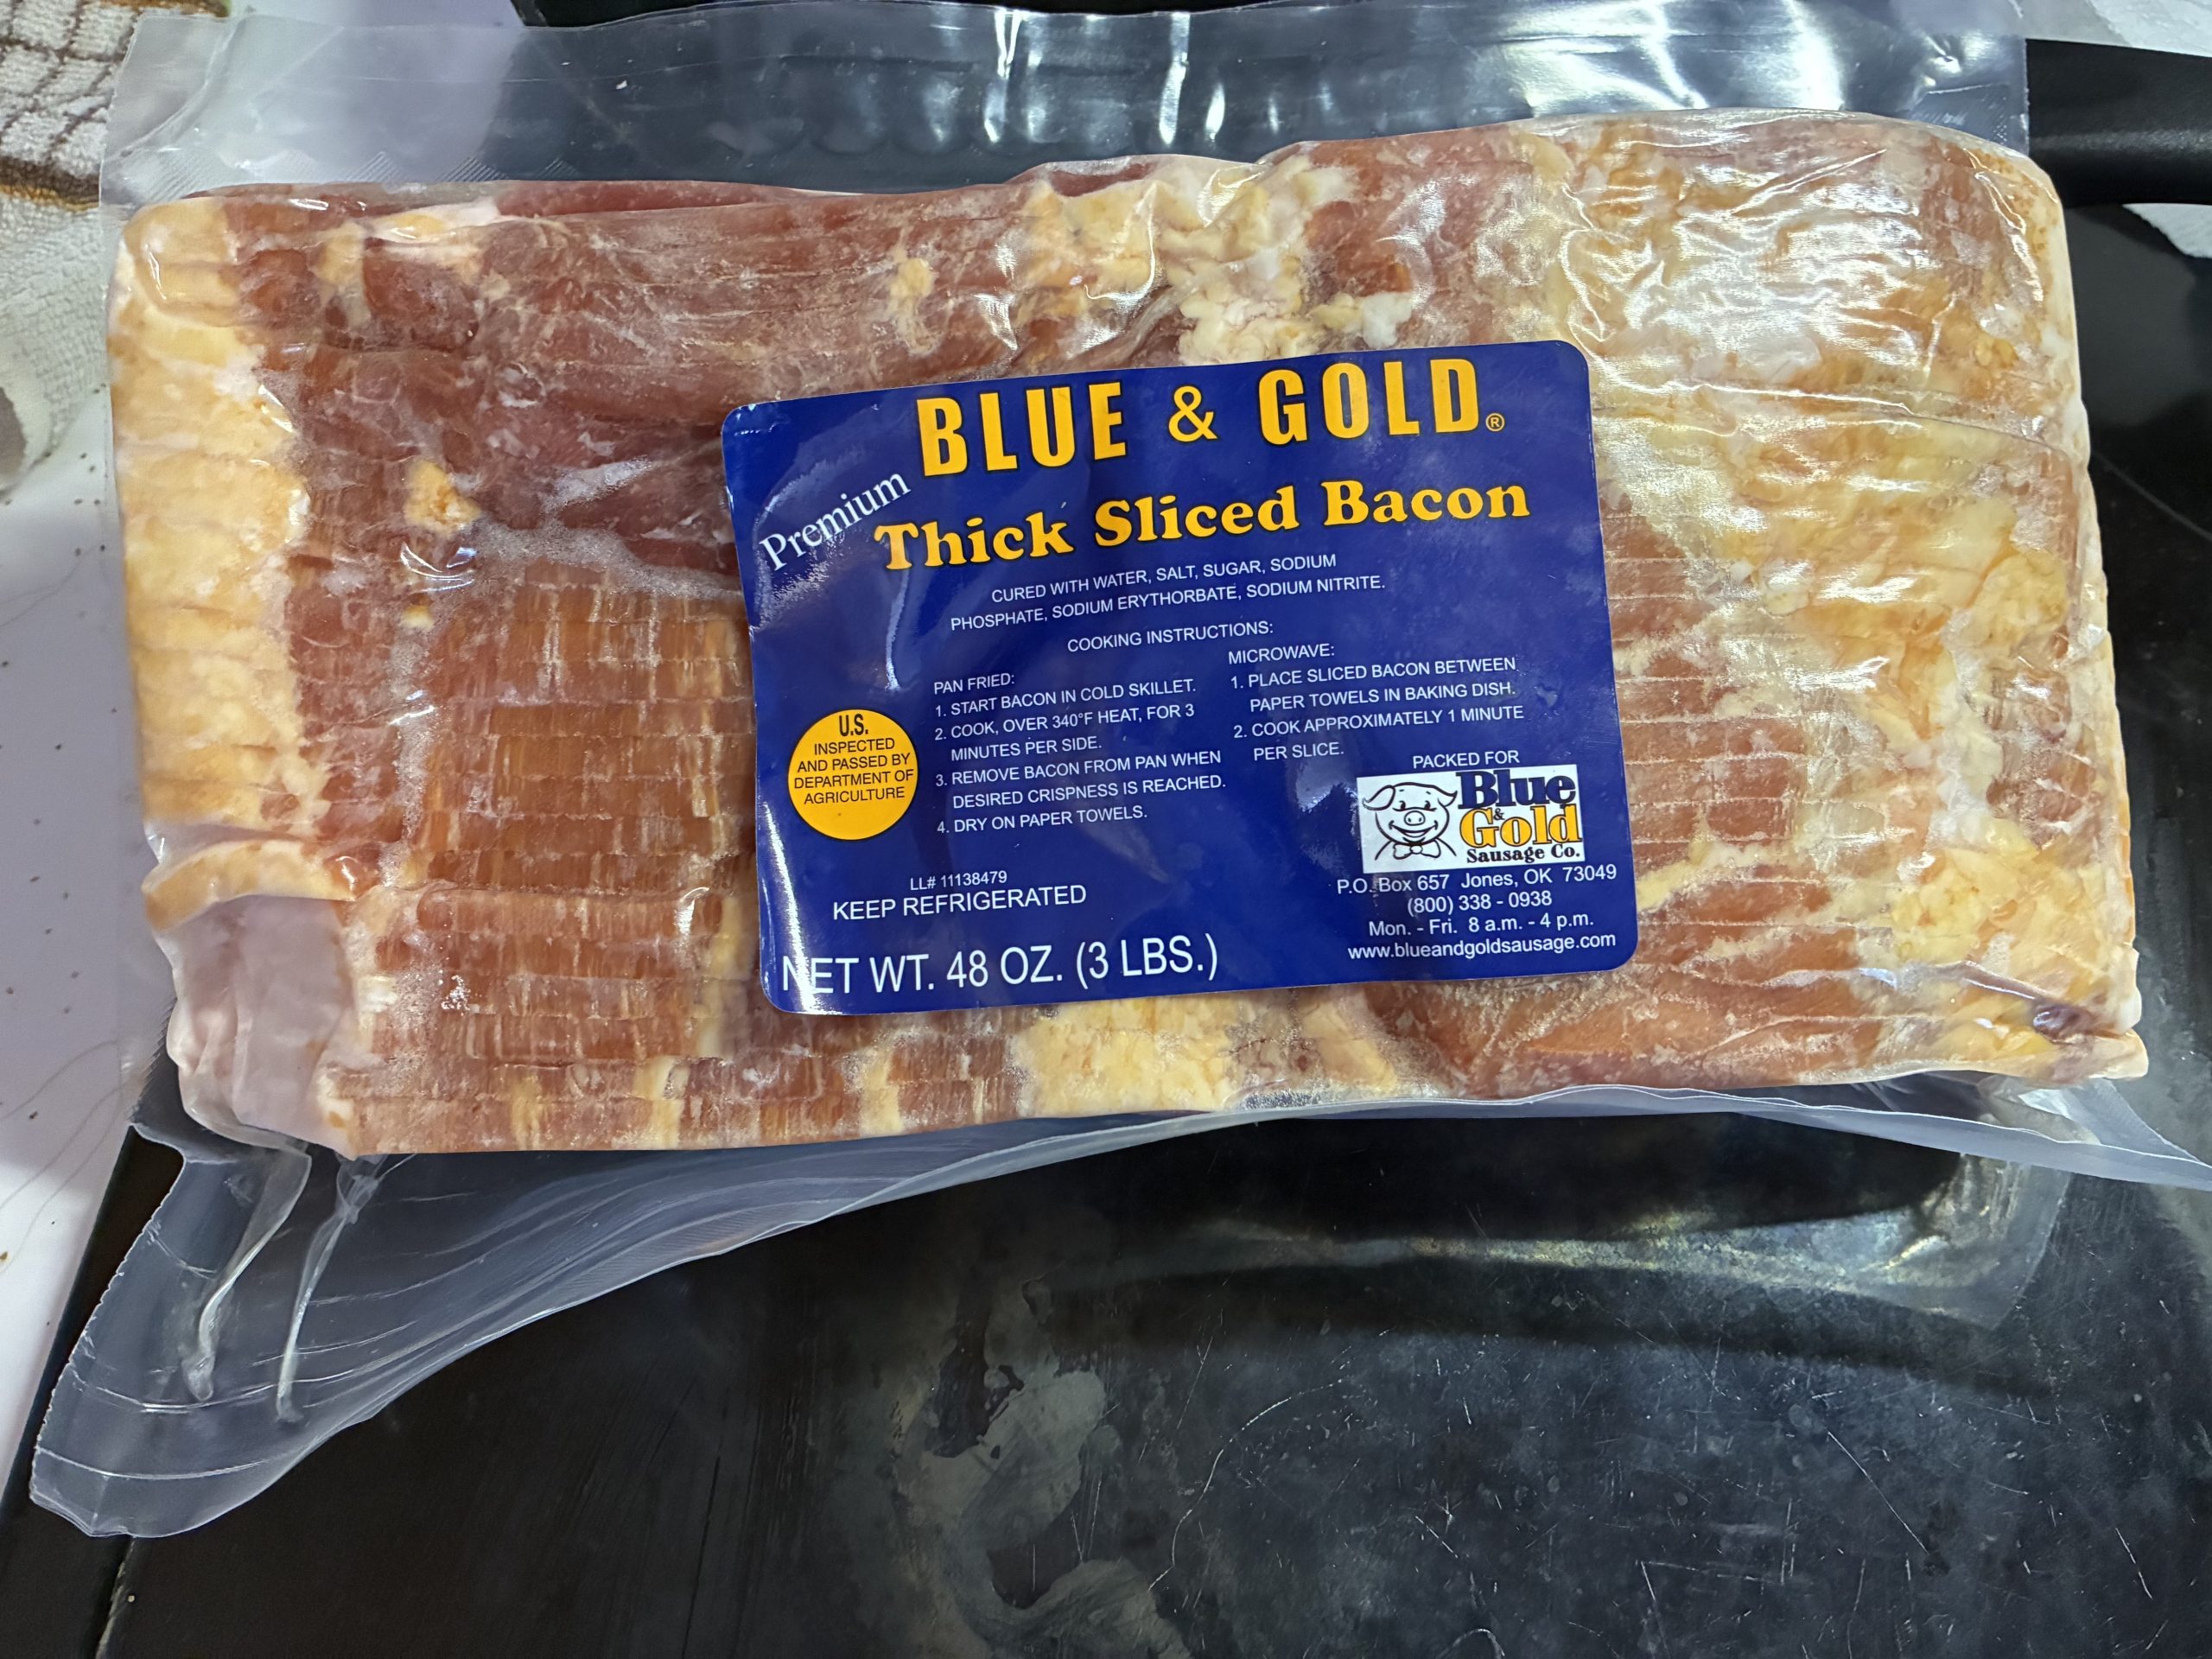 BLUE & GOLD®
Premium
Thick Sliced Bacon
CURED WITH WATER, SALT, SUGAR, SODIUM
PHOSPHATE, SODIUM ERYTHORBATE, SODIUM NITRITE.
COOKING INSTRUCTIONS:
PAN FRIED:
1. START BACON IN COLD SKILLET.
2. COOK, OVER 340°F HEAT, FOR 3
MINUTES PER SIDE.
3. REMOVE BACON FROM PAN WHEN
DESIRED CRISPNESS IS REACHED.
4. DRY ON PAPER TOWELS.
MICROWAVE:
1. PLACE SLICED BACON BETWEEN
PAPER TOWELS IN BAKING DISH.
2. COOK APPROXIMATELY 1 MINUTE
PER SLICE.
U.S.
INSPECTED
AND PASSED BY
DEPARTMENT OF
AGRICULTURE
PACKED FOR
Blue
&
Gold
Sausage Co.
P.O. Box 657 Jones, OK 73049
(800) 338 - 0938
Mon. - Fri. 8 a.m. - 4 p.m.
www.blueandgoldsausage.com
LL# 11138479
KEEP REFRIGERATED
NET WT. 48 OZ. (3 LBS.)